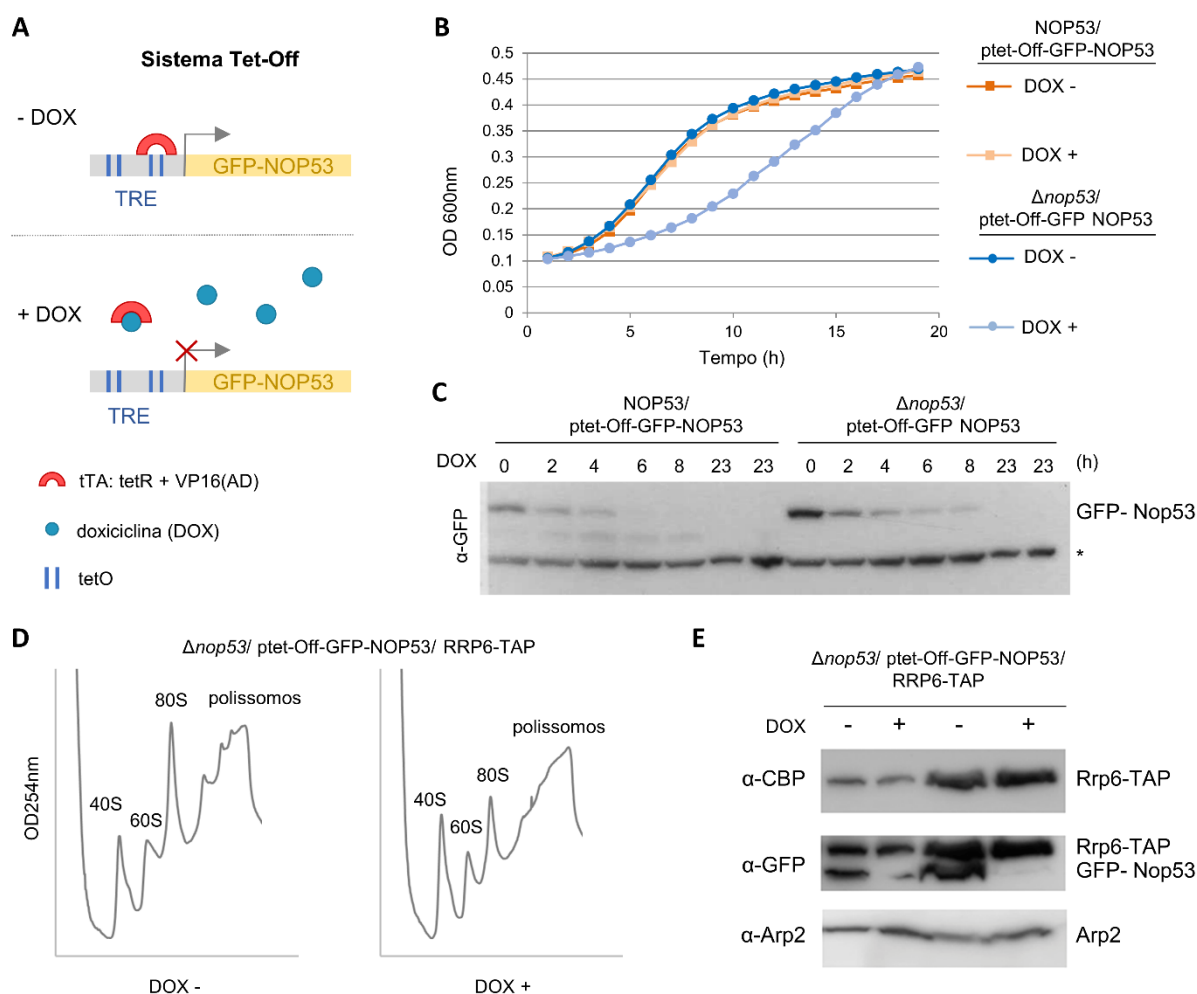 A
Sistema Tet-Off
- DOX
GFP-NOP53
TRE
+ DOX
GFP-NOP53
TRE
tTA: tetR + VP16(AD)
doxiciclina (DOX)
tetO
B
0.5
0.45
0.4
0.35
0.3
0.25
0.2
0.15
0.1
0.05
0
OD 600nm
0 5 10 15 20
Tempo (h)
NOP53/
ptet-Off-GFP-NOP53
DOX -
DOX +
Δnop53/
ptet-Off-GFP NOP53
DOX -
DOX +
C
NOP53/
ptet-Off-GFP-NOP53
Δnop53/
ptet-Off-GFP NOP53
DOX 0 2 4 6 8 23 23 0 2 4 6 8 23 23 (h)
α-GFP
GFP- Nop53
*
D
Δnop53/ ptet-Off-GFP-NOP53/ RRP6-TAP
OD254nm
40S
60S
80S
polissomos
DOX -
40S
60S
80S
polissomos
DOX +
E
Δnop53/ ptet-Off-GFP-NOP53/
RRP6-TAP
DOX - + - +
α-CBP Rrp6-TAP
α-GFP Rrp6-TAP
GFP- Nop53
α-Arp2 Arp2